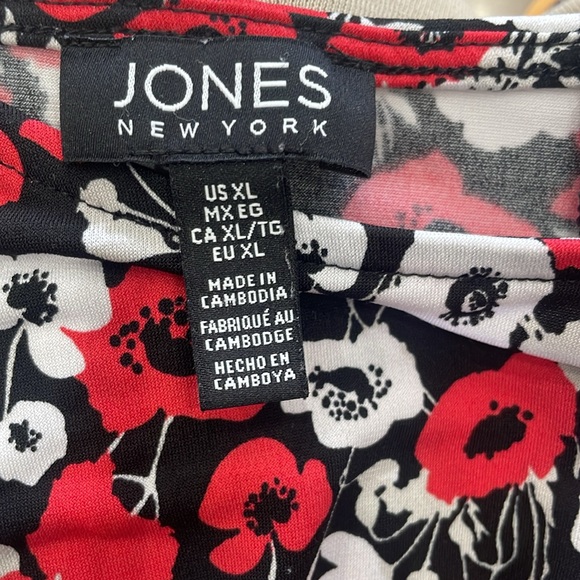 JONES
NEW YORK
US XL
MX EG
CA XL/TG
EU XL
MADE IN
CAMBODIA
FABRIQUÉ AU
CAMBODGE
HECHO EN
CAMBOYA